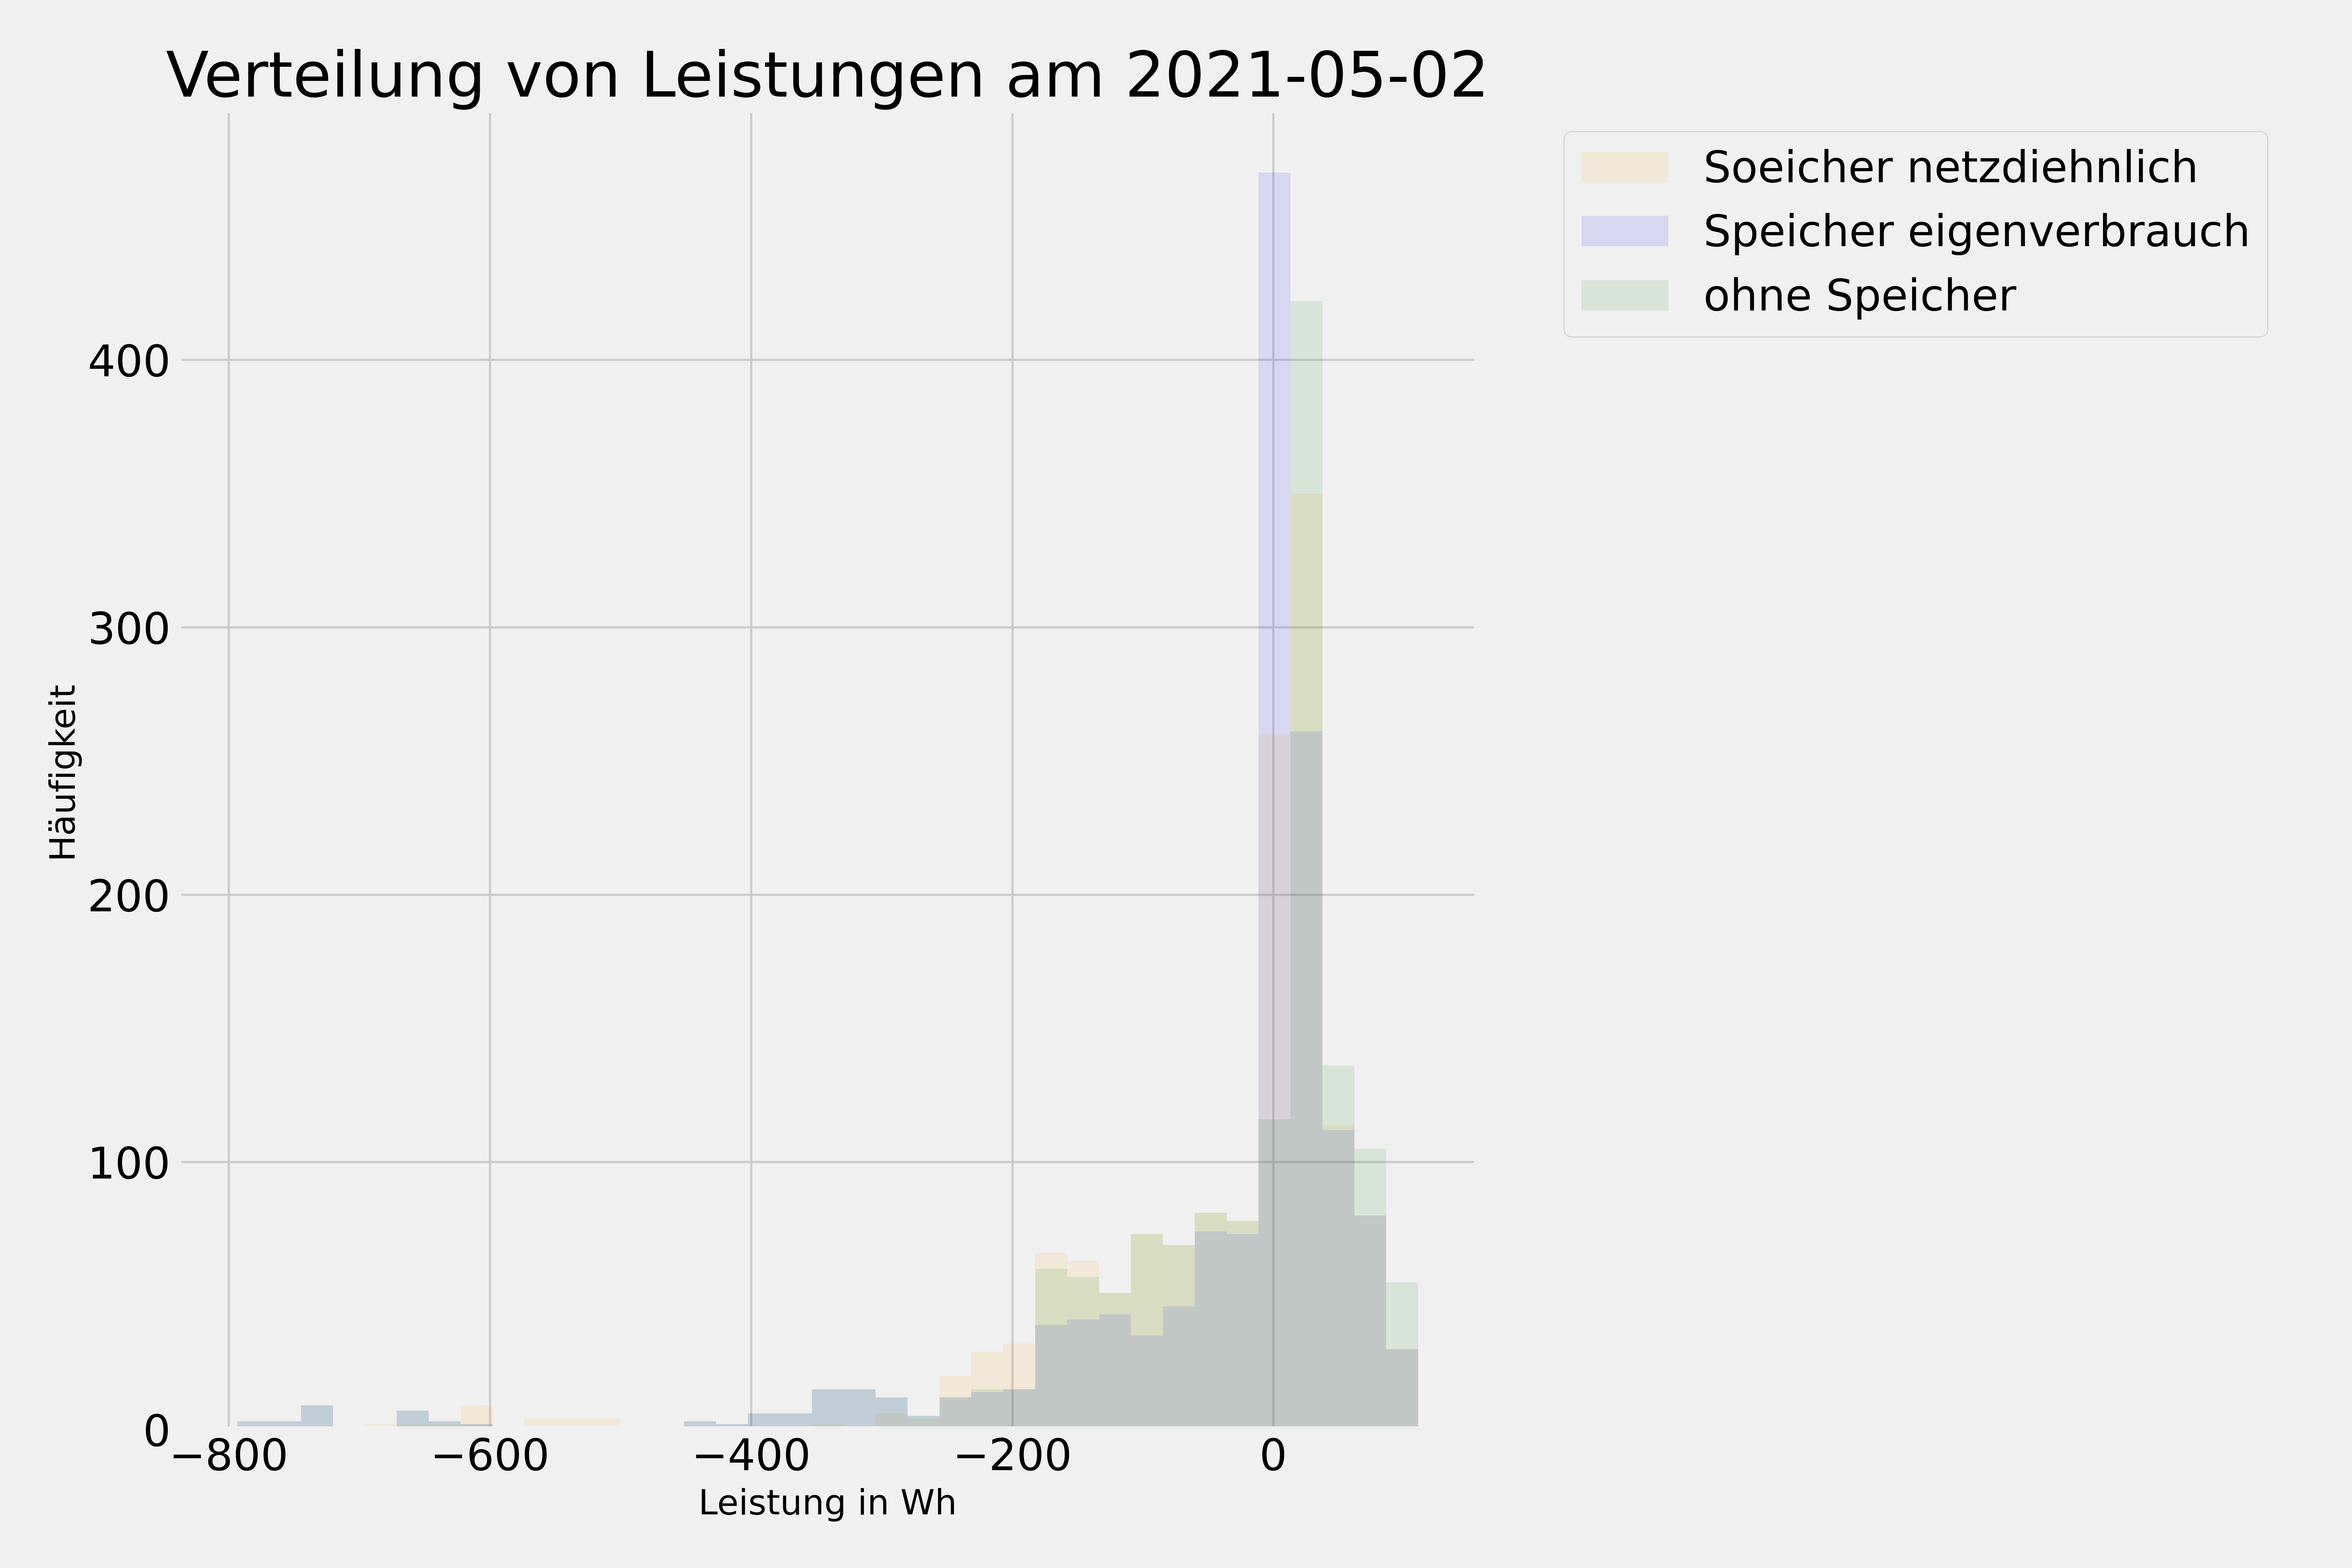 Verteilung von Leistungen am 2021-05-02
Soeicher netzdiehnlich
Speicher eigenverbrauch
ohne Speicher
400
300
200
100
0
Häufigkeit
−800
−600
−400
−200
0
Leistung in Wh